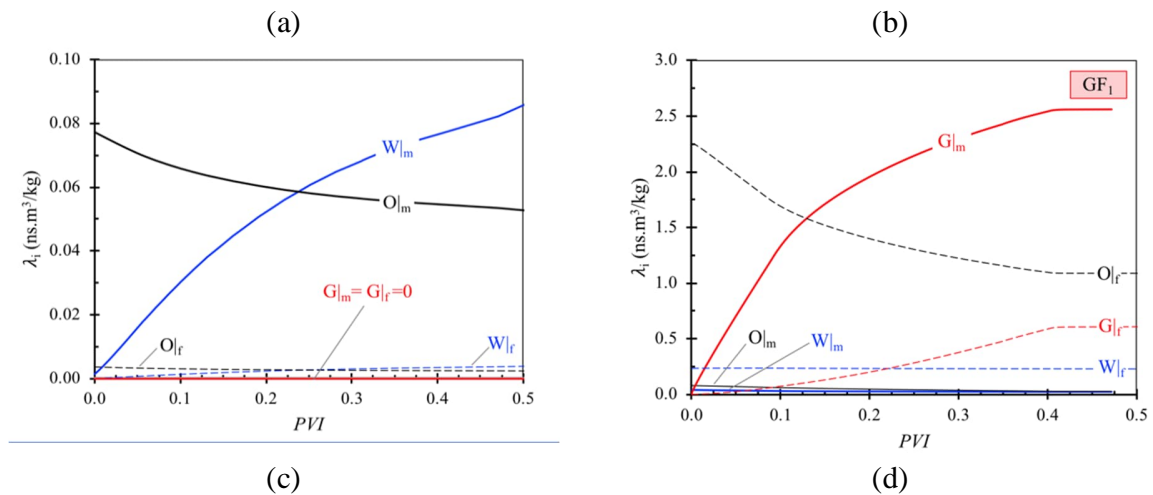 (a)
(b)
0.10
0.08
0.06
0.04
0.02
0.00
λi (ns.m³/kg)
W|m
O|m
G|m= G|f=0
O|f
W|f
0.0 0.1 0.2 0.3 0.4 0.5
PVI
3.0
2.5
2.0
1.5
1.0
0.5
0.0
λi (ns.m³/kg)
GF1
G|m
O|f
G|f
O|m
W|m
W|f
0.0 0.1 0.2 0.3 0.4 0.5
PVI
(c)
(d)